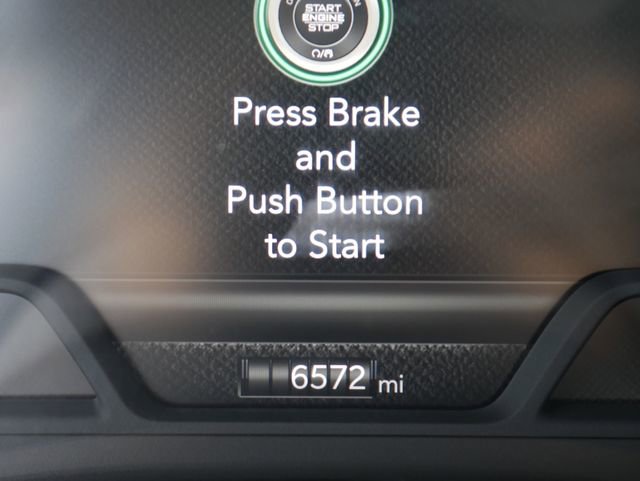 START
ENGINE
STOP
Press Brake
and
Push Button
to Start
6572 mi